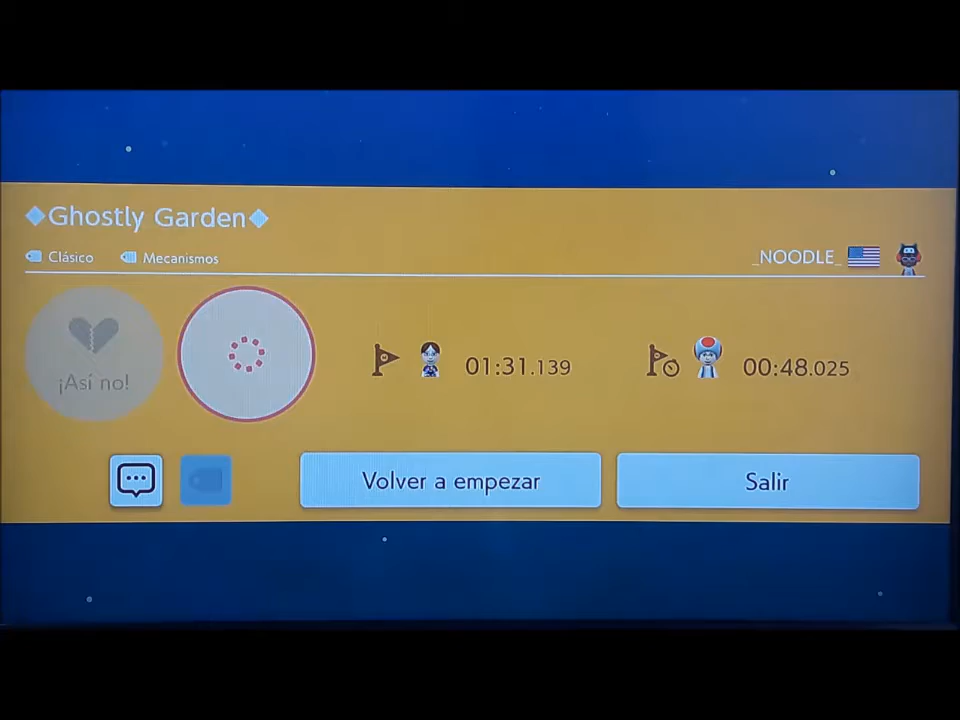 ◆Ghostly Garden◆
Clásico Mecanismos
_NOODLE_
¡Así no!
01:31.139
00:48.025
Volver a empezar
Salir